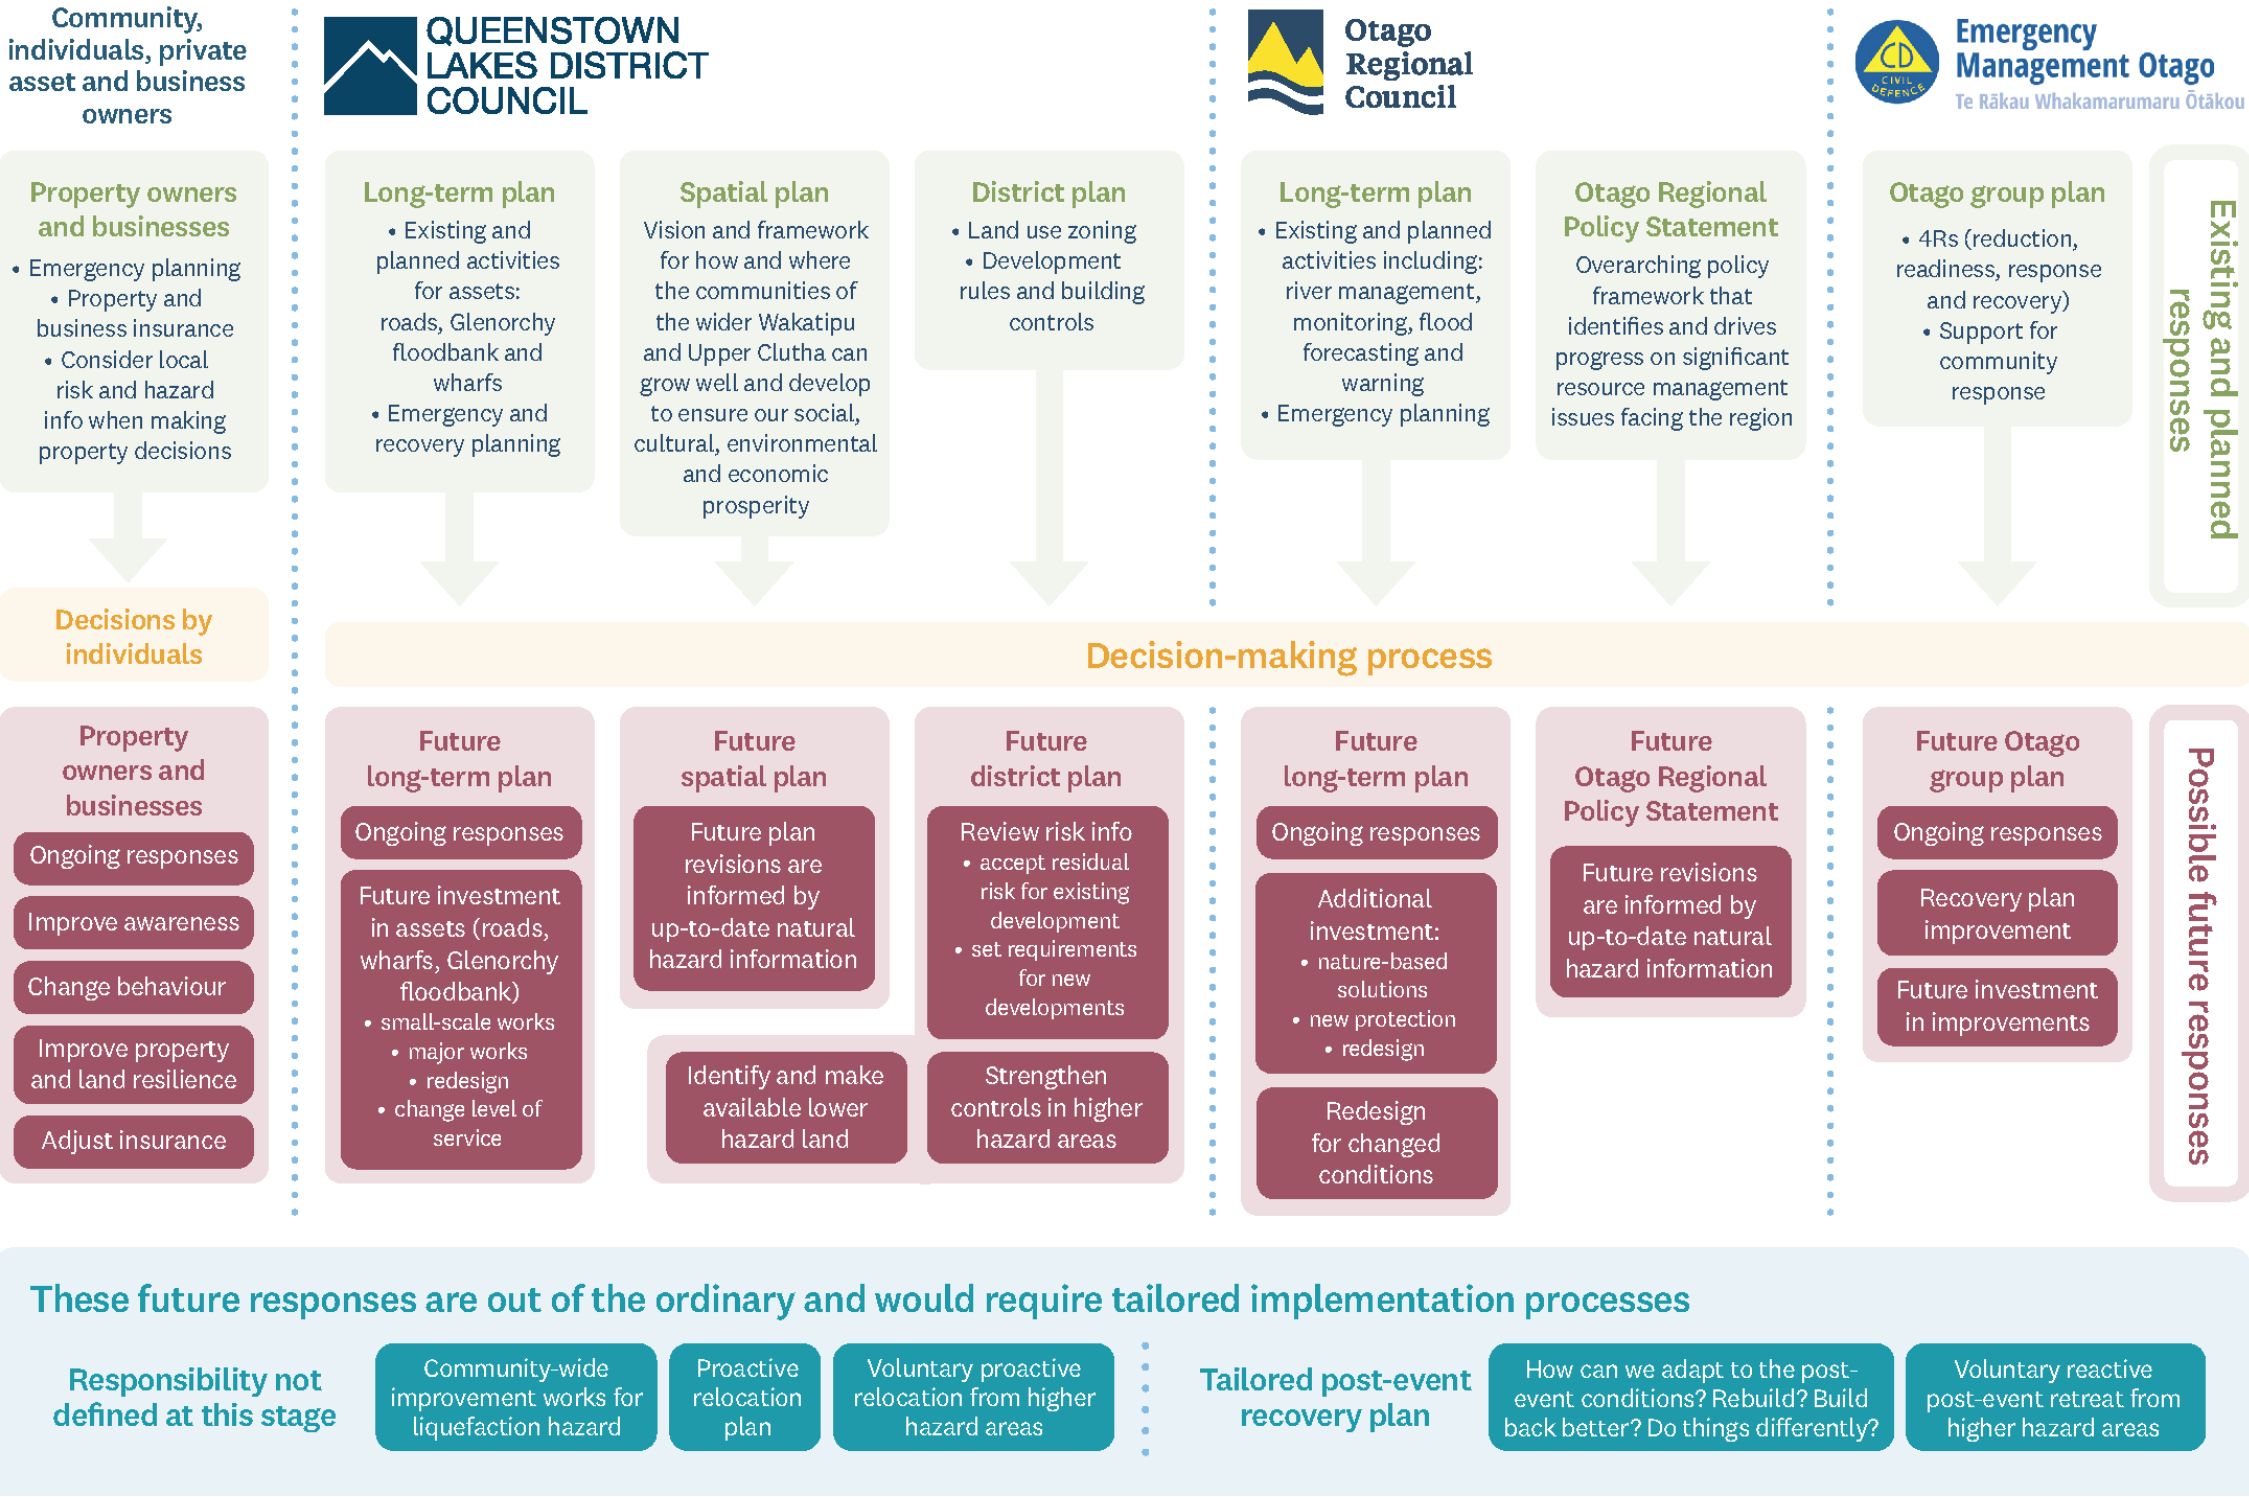 Community,
individuals, private
asset and business
owners
QUEENSTOWN
LAKES DISTRICT
COUNCIL
Otago
Regional
Council
CD
CIVIL
DEFENCE
Emergency
Management Otago
Te Rākau Whakamarumaru Ōtākou
Property owners
and businesses
• Emergency planning
• Property and
business insurance
• Consider local
risk and hazard
info when making
property decisions
Long-term plan
• Existing and
planned activities
for assets:
roads, Glenorchy
floodbank and
wharfs
• Emergency and
recovery planning
Spatial plan
Vision and framework
for how and where
the communities of
the wider Wakatipu
and Upper Clutha can
grow well and develop
to ensure our social,
cultural, environmental
and economic
prosperity
District plan
• Land use zoning
• Development
rules and building
controls
Long-term plan
• Existing and planned
activities including:
river management,
monitoring, flood
forecasting and
warning
• Emergency planning
Otago Regional
Policy Statement
Overarching policy
framework that
identifies and drives
progress on significant
resource management
issues facing the region
Otago group plan
• 4Rs (reduction,
readiness, response
and recovery)
• Support for
community
response
Existing and planned
responses
Decisions by
individuals
Decision-making process
Property
owners and
businesses
Ongoing responses
Improve awareness
Change behaviour
Improve property
and land resilience
Adjust insurance
Future
long-term plan
Ongoing responses
Future investment
in assets (roads,
wharfs, Glenorchy
floodbank)
• small-scale works
• major works
• redesign
• change level of
service
Future
spatial plan
Future plan
revisions are
informed by
up-to-date natural
hazard information
Identify and make
available lower
hazard land
Future
district plan
Review risk info
• accept residual
risk for existing
development
• set requirements
for new
developments
Strengthen
controls in higher
hazard areas
Future
long-term plan
Ongoing responses
Additional
investment:
• nature-based
solutions
• new protection
• redesign
Redesign
for changed
conditions
Future
Otago Regional
Policy Statement
Future revisions
are informed by
up-to-date natural
hazard information
Future Otago
group plan
Ongoing responses
Recovery plan
improvement
Future investment
in improvements
Possible future responses
These future responses are out of the ordinary and would require tailored implementation processes
Responsibility not
defined at this stage
Community-wide
improvement works for
liquefaction hazard
Proactive
relocation
plan
Voluntary proactive
relocation from higher
hazard areas
Tailored post-event
recovery plan
How can we adapt to the post-
event conditions? Rebuild? Build
back better? Do things differently?
Voluntary reactive
post-event retreat from
higher hazard areas